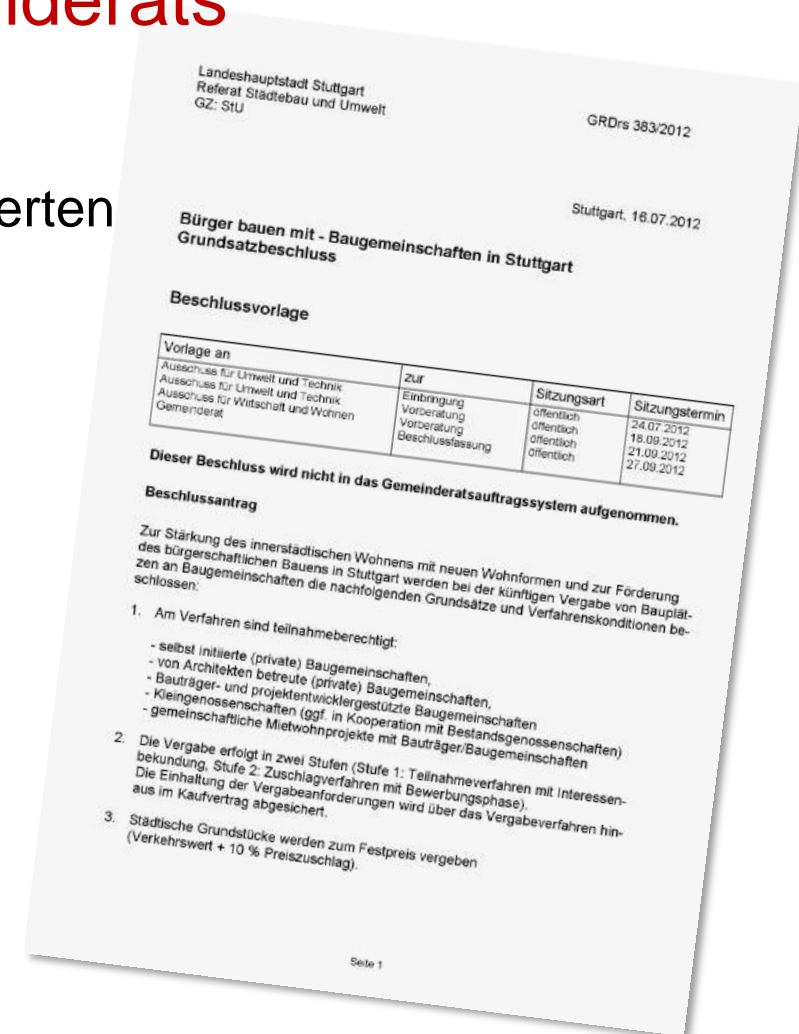 nderats
erten
Landeshauptstadt Stuttgart
Referat Städtebau und Umwelt
GZ: StU
GRDrs 383/2012
Stuttgart, 16.07.2012
Bürger bauen mit - Baugemeinschaften in Stuttgart
Grundsatzbeschluss
Beschlussvorlage
Vorlage an zur Sitzungsart Sitzungstermin
Ausschuss für Umwelt und Technik Einbringung öffentlich 24.07.2012
Ausschuss für Umwelt und Technik Vorberatung öffentlich 18.09.2012
Ausschuss für Wirtschaft und Wohnen Vorberatung öffentlich 21.09.2012
Gemeinderat Beschlussfassung öffentlich 27.09.2012
Dieser Beschluss wird nicht in das Gemeinderatsauftragssystem aufgenommen.
Beschlussantrag
Zur Stärkung des innerstädtischen Wohnens mit neuen Wohnformen und zur Förderung
des bürgerschaftlichen Bauens in Stuttgart werden bei der künftigen Vergabe von Bauplät-
zen an Baugemeinschaften die nachfolgenden Grundsätze und Verfahrenskonditionen be-
schlossen:
1. Am Verfahren sind teilnahmeberechtigt:
- selbst initiierte (private) Baugemeinschaften,
- von Architekten betreute (private) Baugemeinschaften,
- Bauträger- und projektentwicklergestützte Baugemeinschaften
- Kleingenossenschaften (ggf. in Kooperation mit Bestandsgenossenschaften)
- gemeinschaftliche Mietwohnprojekte mit Bauträger/Baugemeinschaften
2. Die Vergabe erfolgt in zwei Stufen (Stufe 1: Teilnahmeverfahren mit Interessen-
bekundung, Stufe 2: Zuschlagverfahren mit Bewerbungsphase).
Die Einhaltung der Vergabeanforderungen wird über das Vergabeverfahren hin-
aus im Kaufvertrag abgesichert.
3. Städtische Grundstücke werden zum Festpreis vergeben
(Verkehrswert + 10 % Preiszuschlag).
Seite 1